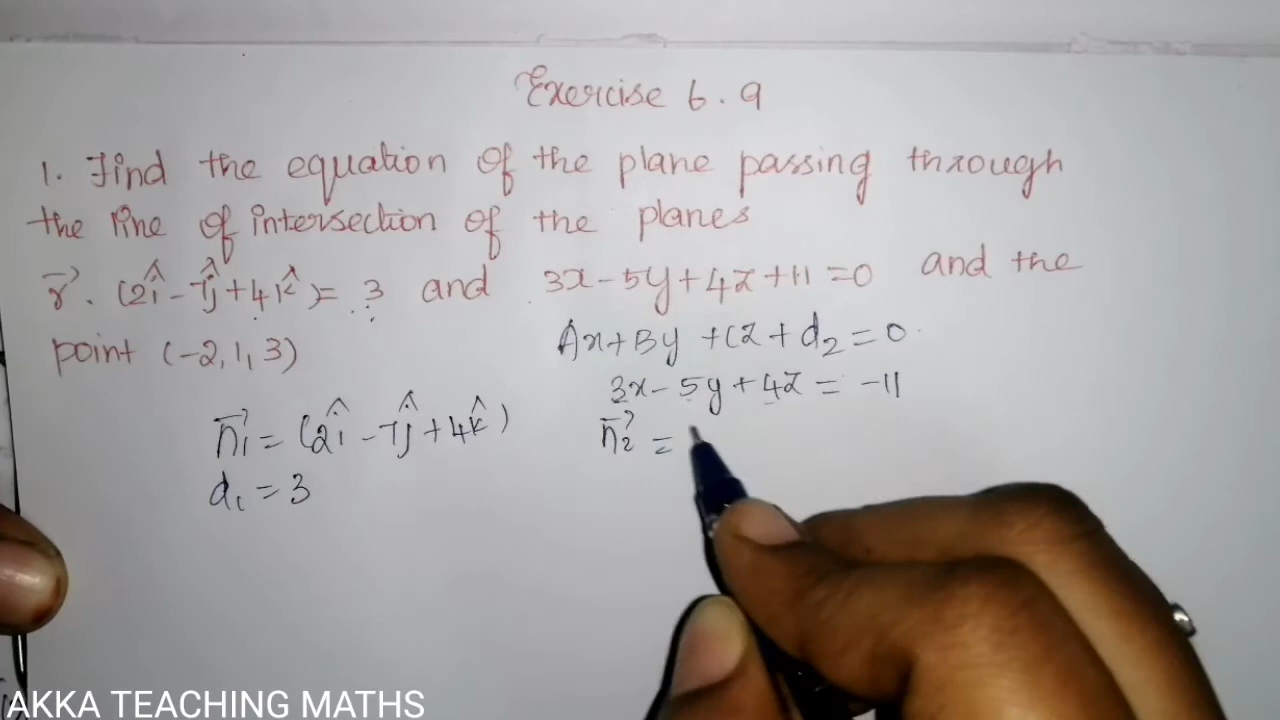 Exercise 6.9
1. Find the equation of the plane passing through
the line of intersection of the planes
r⃗ . (2î - 7ĵ + 4k̂) = 3 and 3x - 5y + 4z + 11 = 0 and the
point (-2, 1, 3)
Ax + By + Cz + d₂ = 0
3x - 5y + 4z = -11
n⃗₁ = (2î - 7ĵ + 4k̂)
n⃗₂ =
d₁ = 3
AKKA TEACHING MATHS